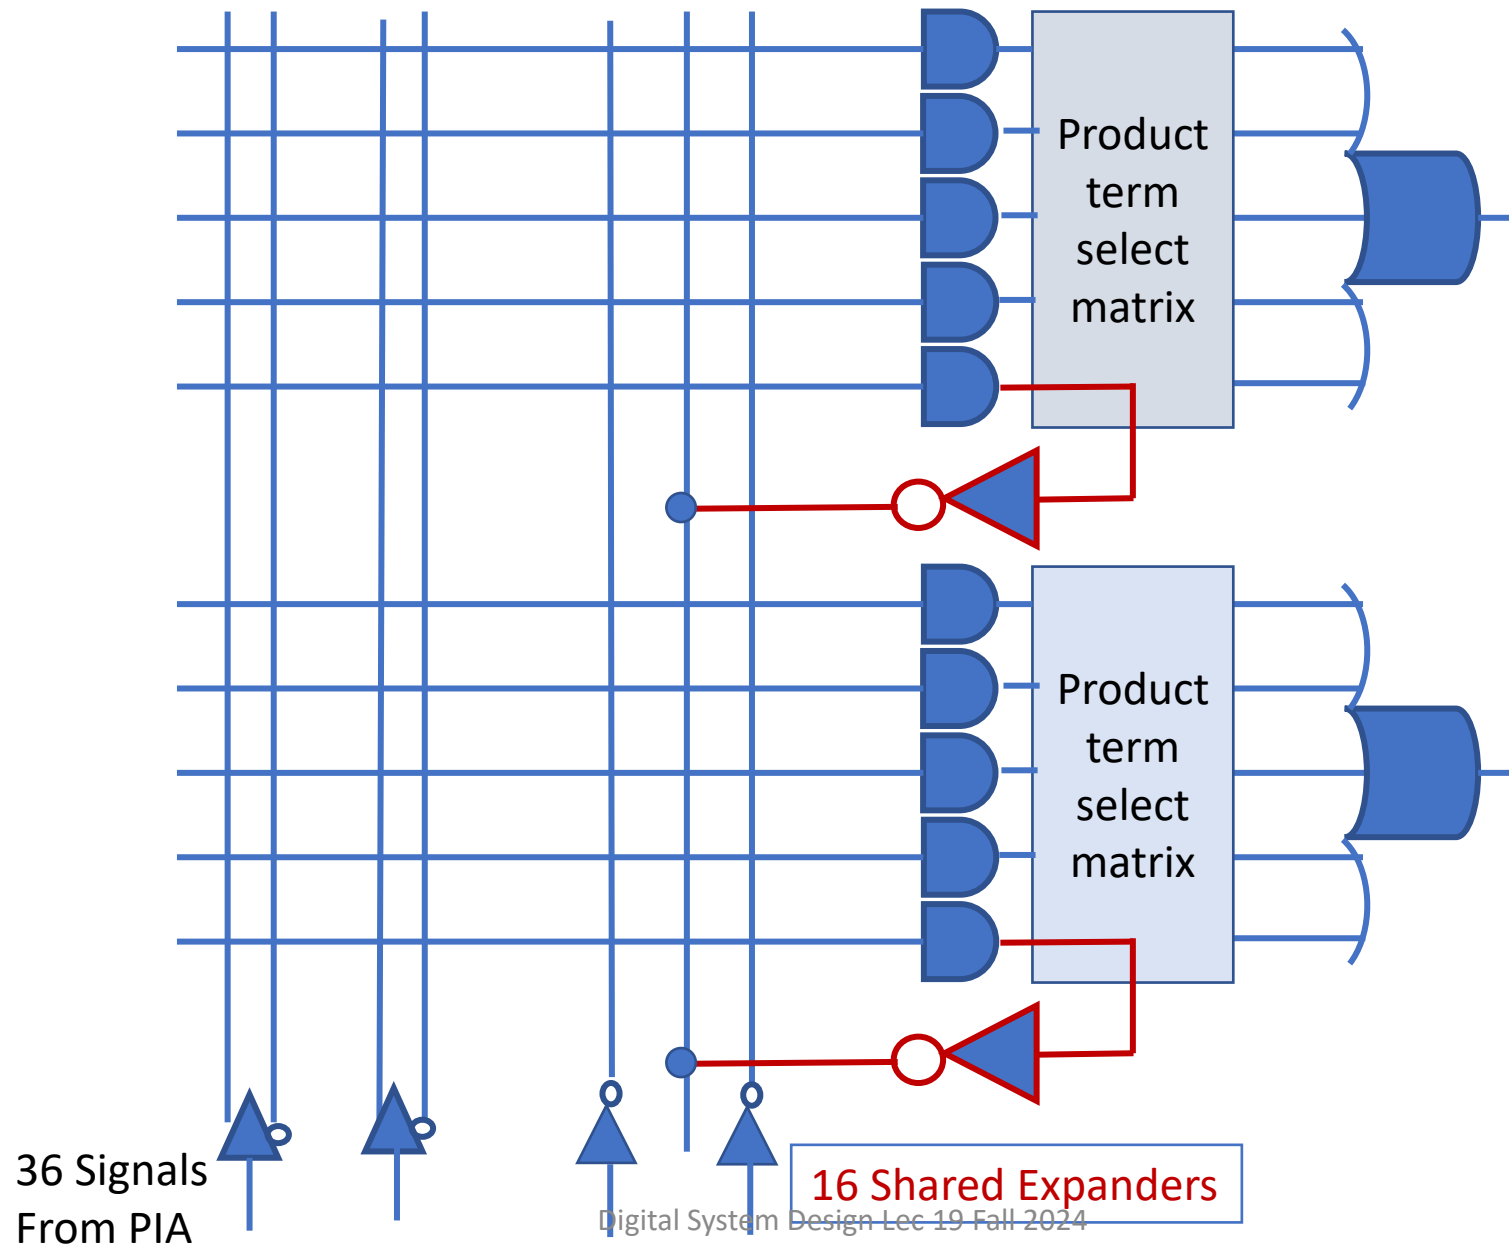 Product
term
select
matrix
Product
term
select
matrix
36 Signals
From PIA
16 Shared Expanders
Digital System Design Lec 19 Fall 2024